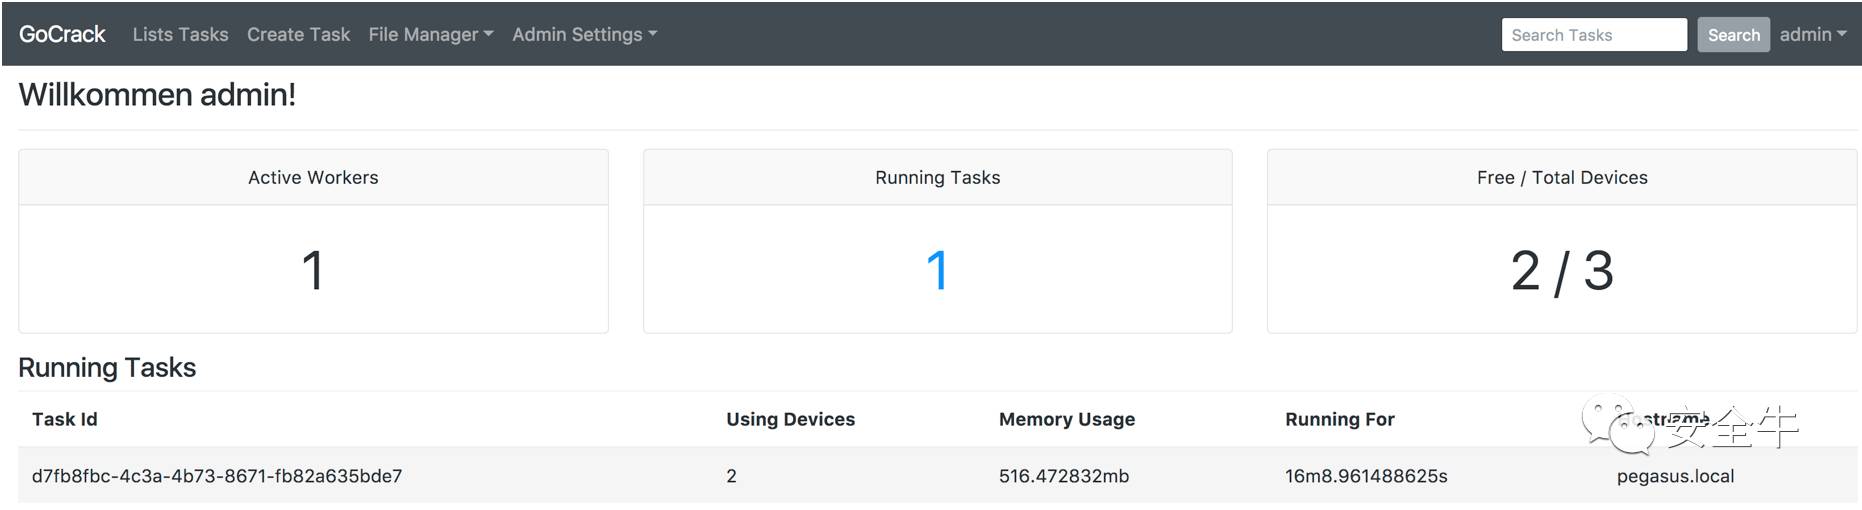 GoCrack Lists Tasks Create Task File Manager Admin Settings Search Tasks Search admin
Willkommen admin!
Active Workers Running Tasks Free / Total Devices
1 1 2 / 3
Running Tasks
Task Id Using Devices Memory Usage Running For Hostname
安全牛
d7fb8fbc-4c3a-4b73-8671-fb82a635bde7 2 516.472832mb 16m8.961488625s pegasus.local